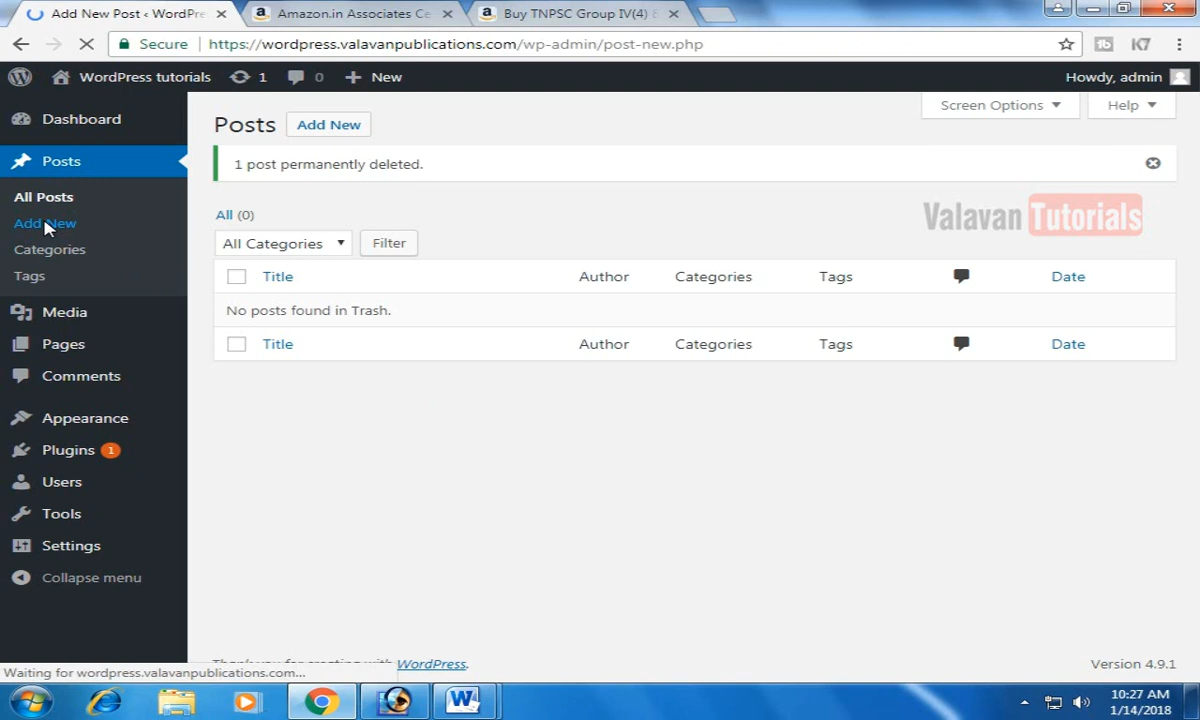 Add New Post ‹ WordPre
Amazon.in Associates Ce
Buy TNPSC Group IV(4)
Secure
https://wordpress.valavanpublications.com/wp-admin/post-new.php
WordPress tutorials
1
0
New
Howdy, admin
Dashboard
Posts
All Posts
Add New
Categories
Tags
Media
Pages
Comments
Appearance
Plugins 1
Users
Tools
Settings
Collapse menu
Screen Options
Help
Posts
Add New
1 post permanently deleted.
All (0)
Valavan Tutorials
All Categories
Filter
Title Author Categories Tags Date
No posts found in Trash.
Title Author Categories Tags Date
Thank you for creating with WordPress.
Version 4.9.1
Waiting for wordpress.valavanpublications.com...
10:27 AM
1/14/2018